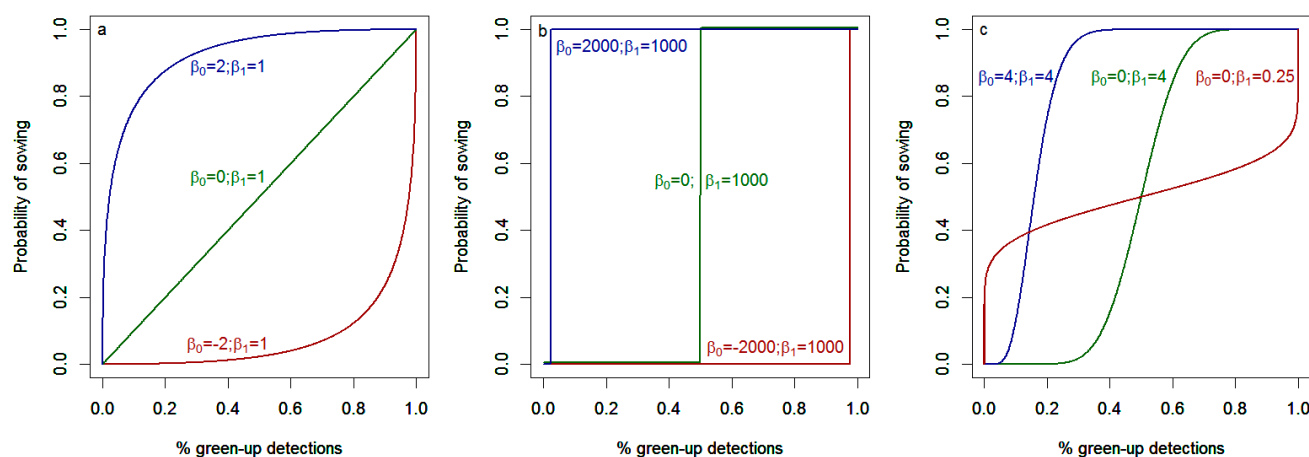 a
β₀=2;β₁=1
β₀=0;β₁=1
β₀=-2;β₁=1
Probability of sowing
0.0
0.2
0.4
0.6
0.8
1.0
0.0 0.2 0.4 0.6 0.8 1.0
% green-up detections
b
β₀=2000;β₁=1000
β₀=0; β₁=1000
β₀=-2000;β₁=1000
Probability of sowing
0.0
0.2
0.4
0.6
0.8
1.0
0.0 0.2 0.4 0.6 0.8 1.0
% green-up detections
c
β₀=4;β₁=4 β₀=0;β₁=4 β₀=0;β₁=0.25
Probability of sowing
0.0
0.2
0.4
0.6
0.8
1.0
0.0 0.2 0.4 0.6 0.8 1.0
% green-up detections